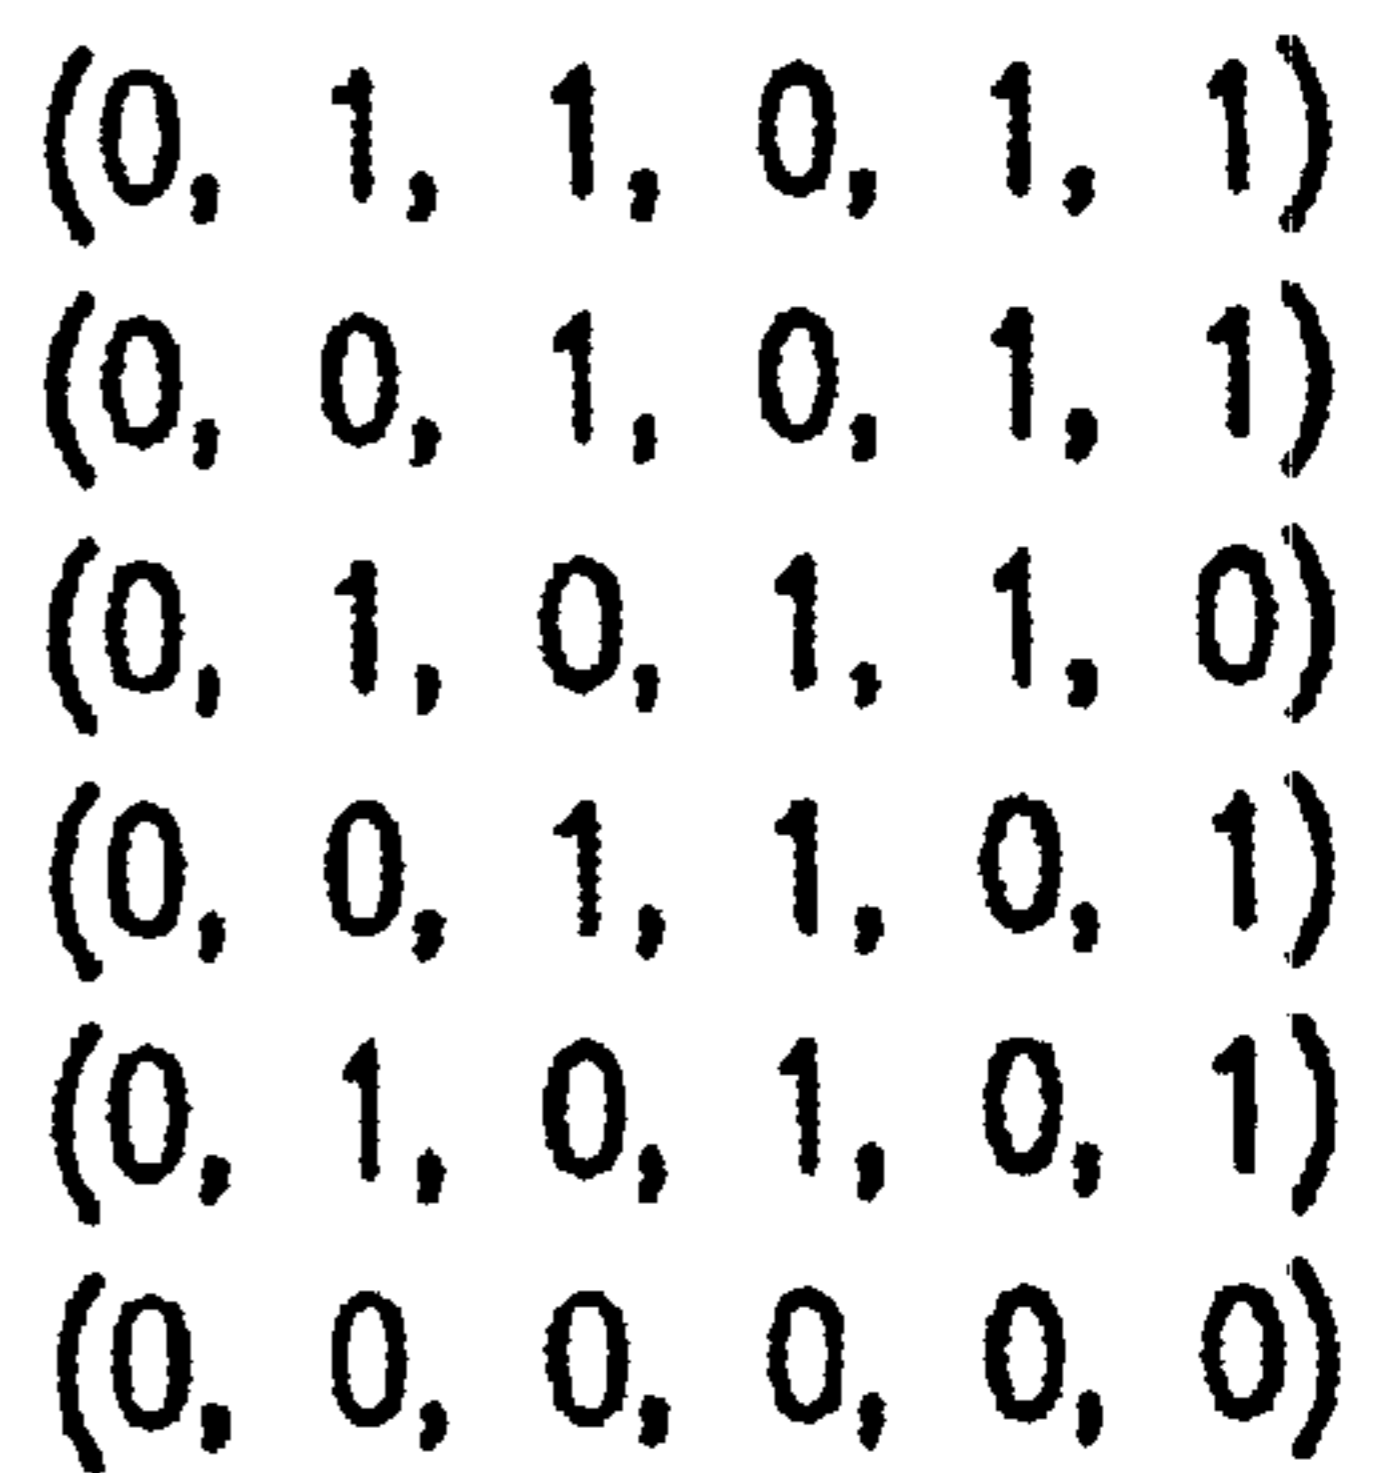 (0, 1, 1, 0, 1, 1)
(0, 0, 1, 0, 1, 1)
(0, 1, 0, 1, 1, 0)
(0, 0, 1, 1, 0, 1)
(0, 1, 0, 1, 0, 1)
(0, 0, 0, 0, 0, 0)